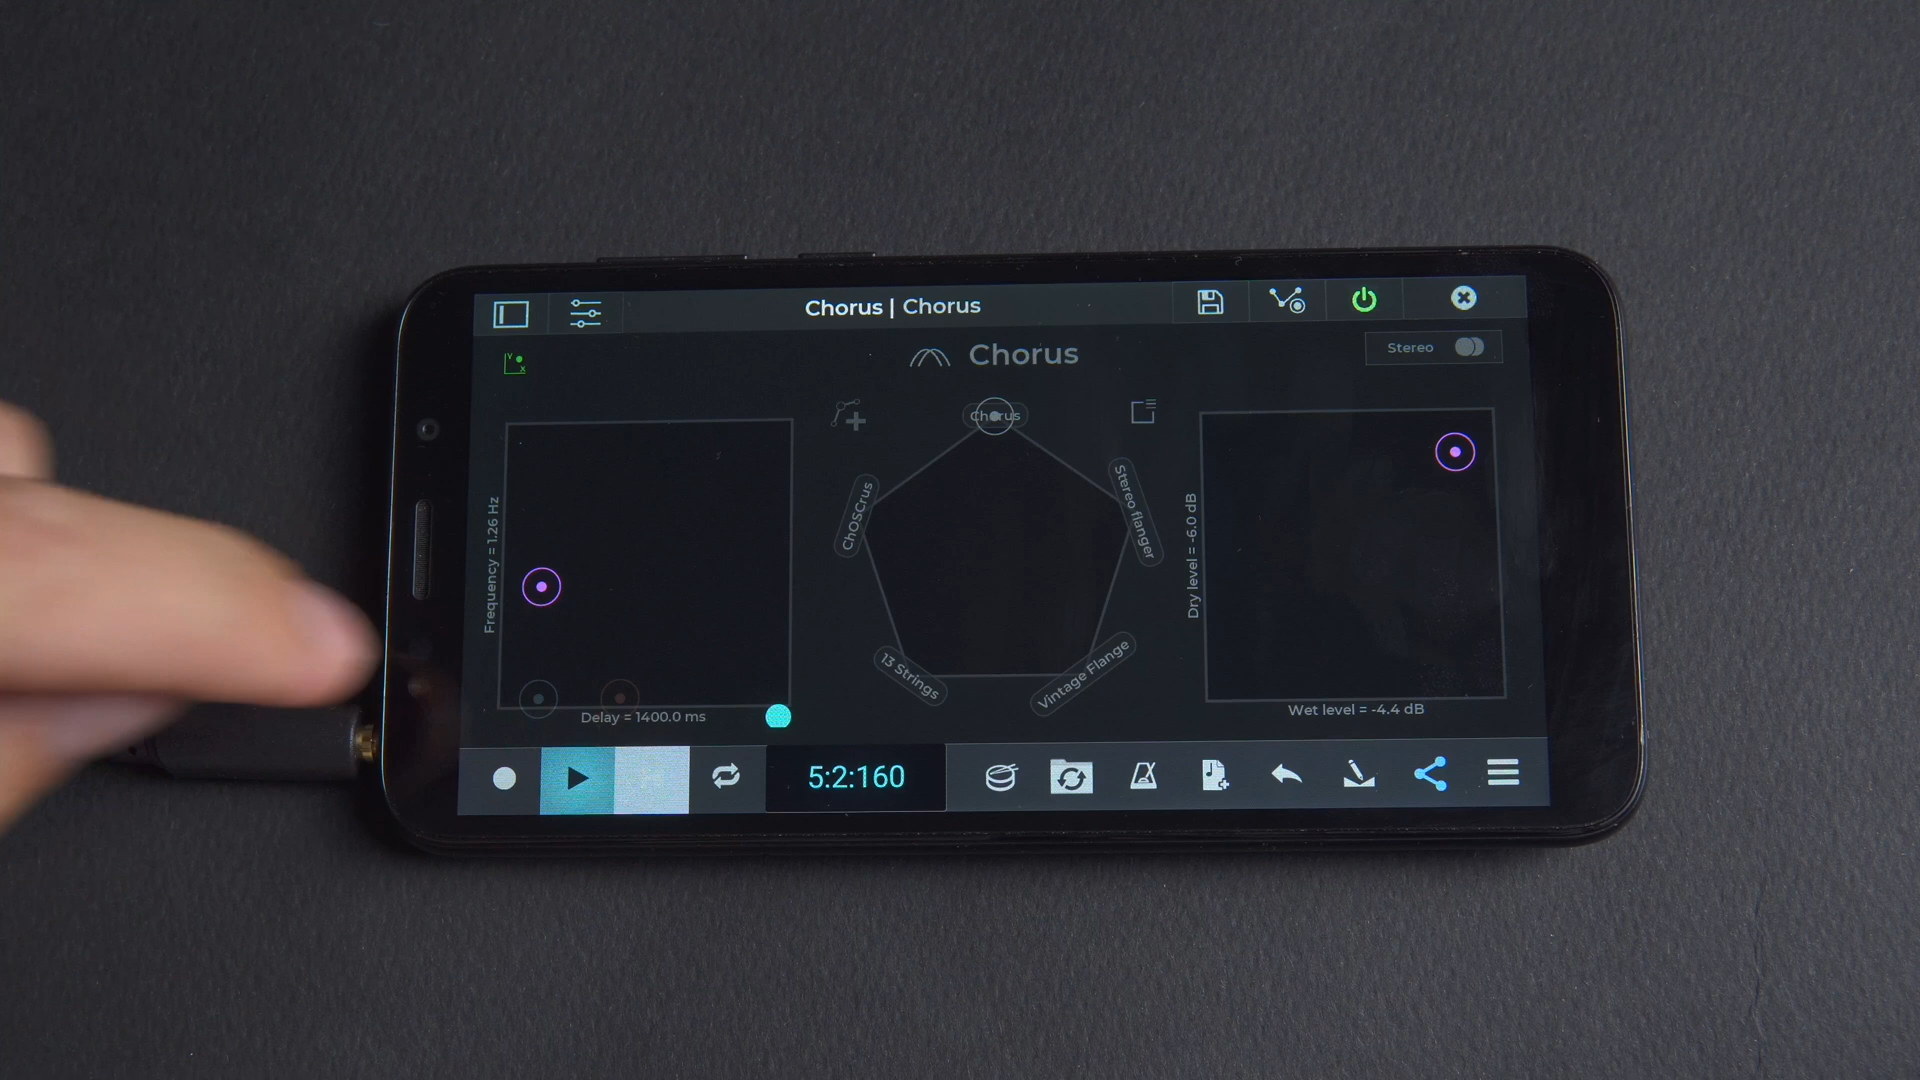 Chorus | Chorus
Chorus
Stereo
Chorus
ChOSCrus
Stereo flanger
13 Strings
Vintage Flange
Frequency = 1.26 Hz
Delay = 1400.0 ms
Dry level = -6.0 dB
Wet level = -4.4 dB
5:2:160